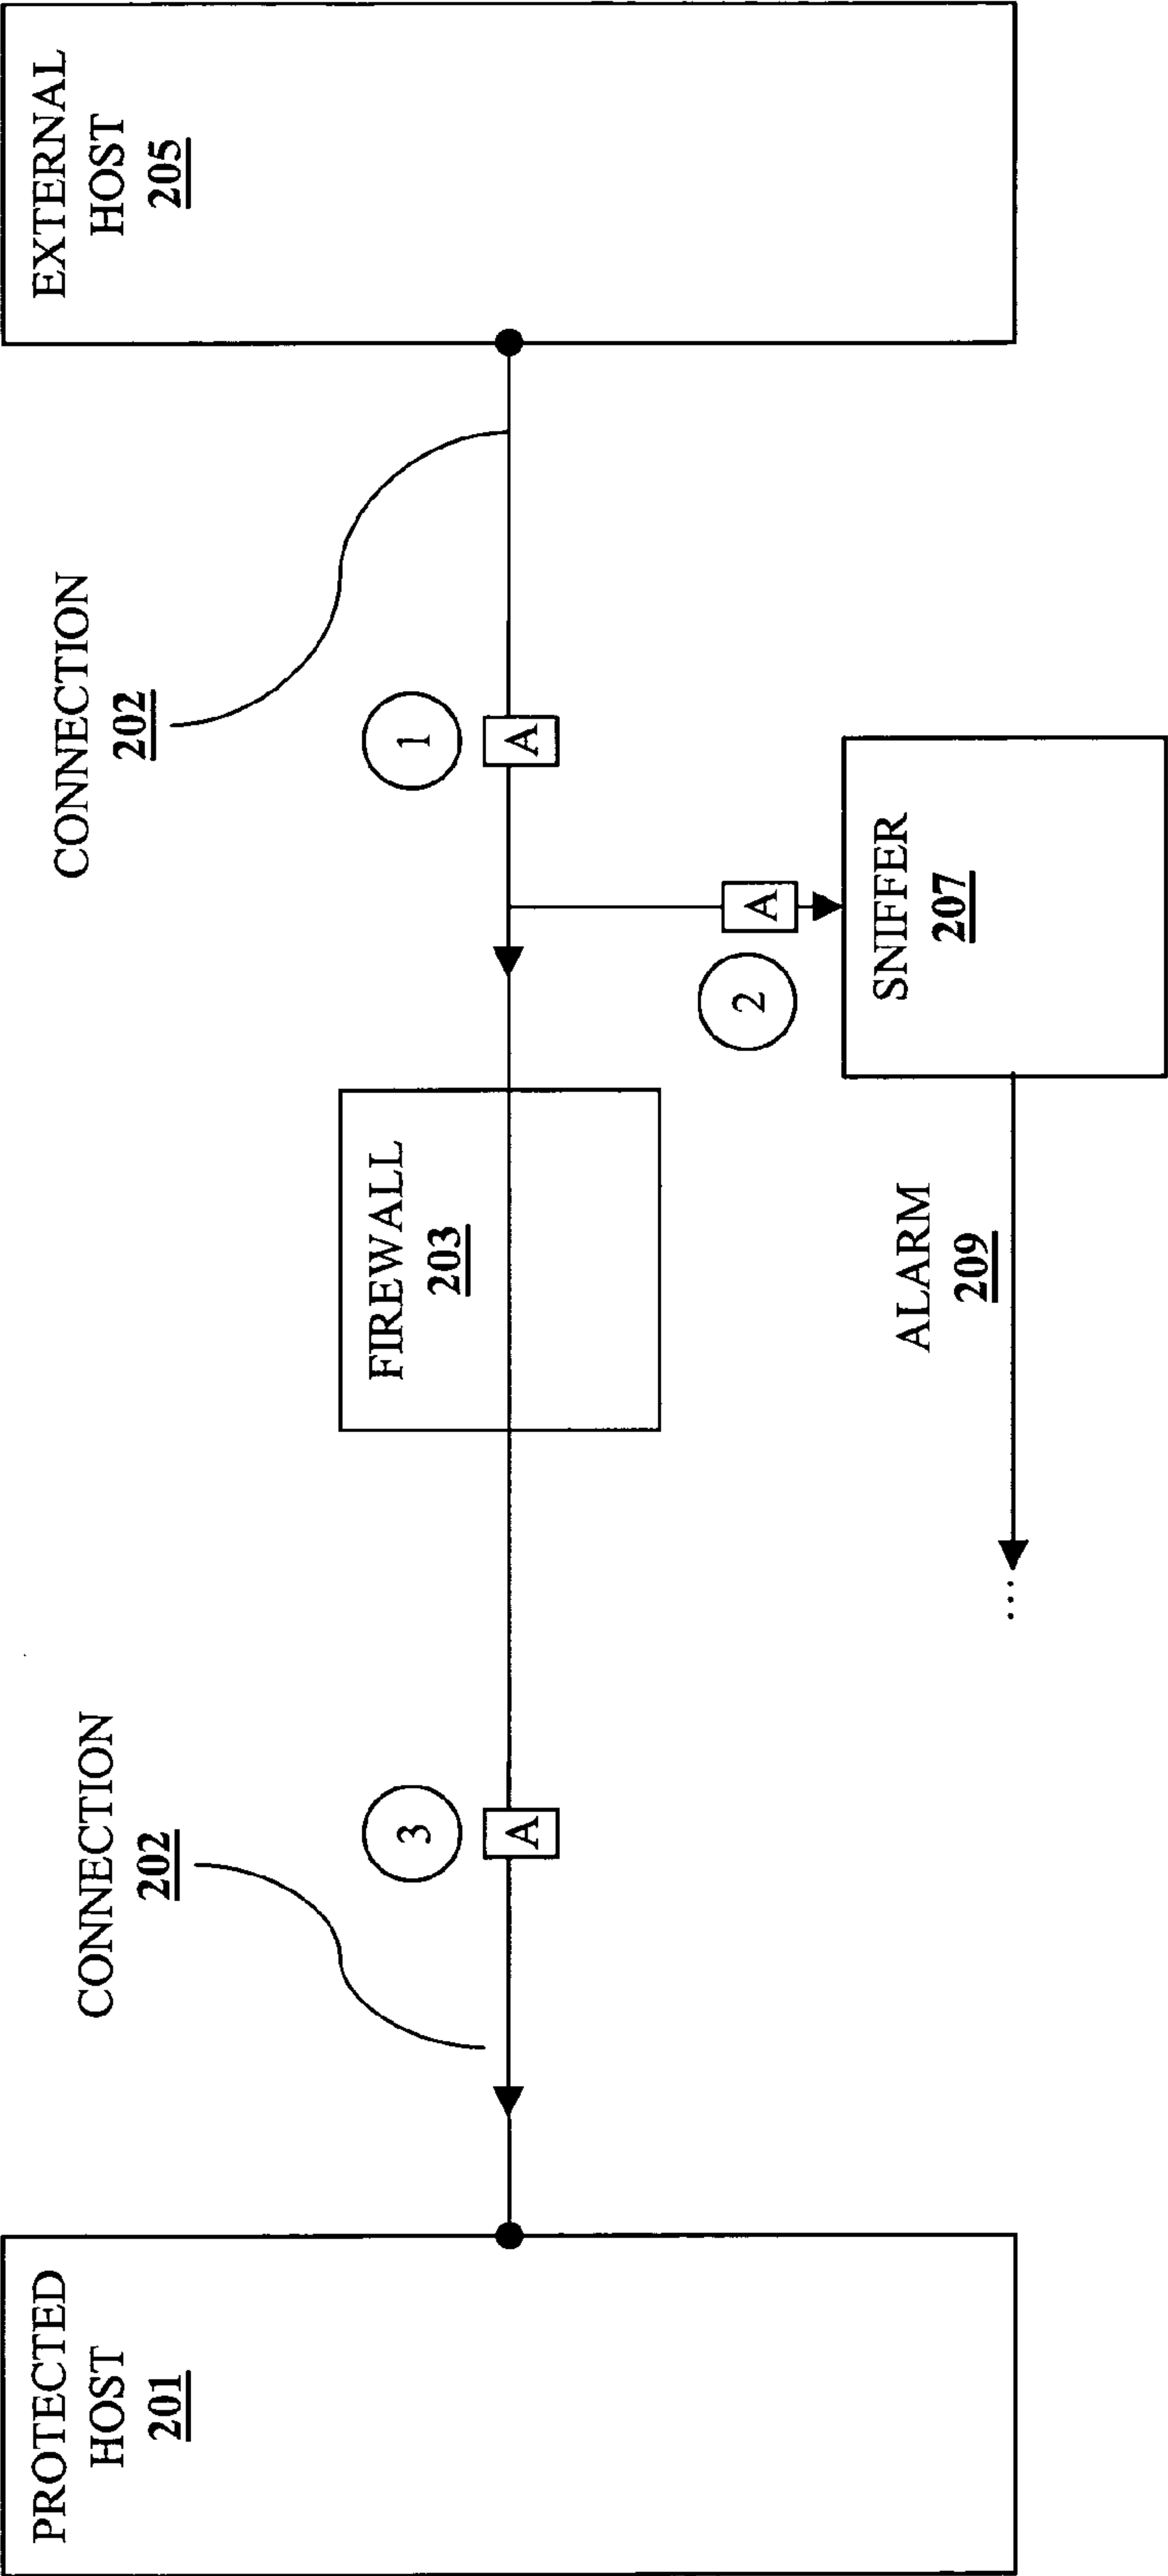 PROTECTED
HOST
201
CONNECTION
202
3
A
FIREWALL
203
CONNECTION
202
1
A
2
A
SNIFFER
207
ALARM
209
...
EXTERNAL
HOST
205